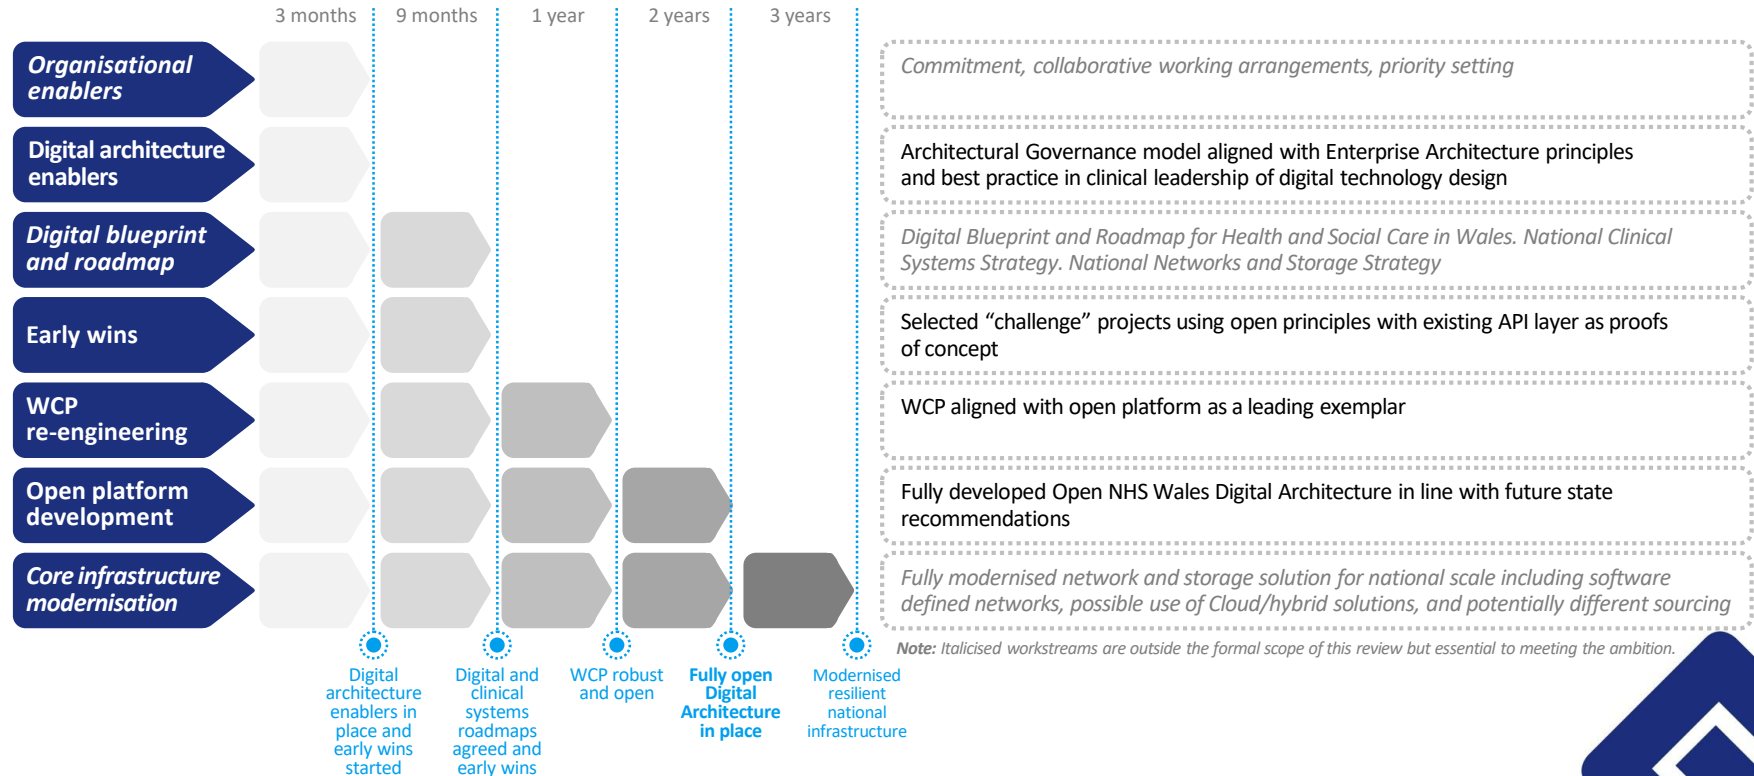 3 months 9 months 1 year 2 years 3 years
Organisational
enablers
Commitment, collaborative working arrangements, priority setting
Digital architecture
enablers
Architectural Governance model aligned with Enterprise Architecture principles
and best practice in clinical leadership of digital technology design
Digital blueprint
and roadmap
Digital Blueprint and Roadmap for Health and Social Care in Wales. National Clinical
Systems Strategy. National Networks and Storage Strategy
Early wins
Selected “challenge” projects using open principles with existing API layer as proofs
of concept
WCP
re-engineering
WCP aligned with open platform as a leading exemplar
Open platform
development
Fully developed Open NHS Wales Digital Architecture in line with future state
recommendations
Core infrastructure
modernisation
Fully modernised network and storage solution for national scale including software
defined networks, possible use of Cloud/hybrid solutions, and potentially different sourcing
Note: Italicised workstreams are outside the formal scope of this review but essential to meeting the ambition.
Digital
architecture
enablers in
place and
early wins
started
Digital and
clinical
systems
roadmaps
agreed and
early wins
WCP robust
and open
Fully open
Digital
Architecture
in place
Modernised
resilient
national
infrastructure